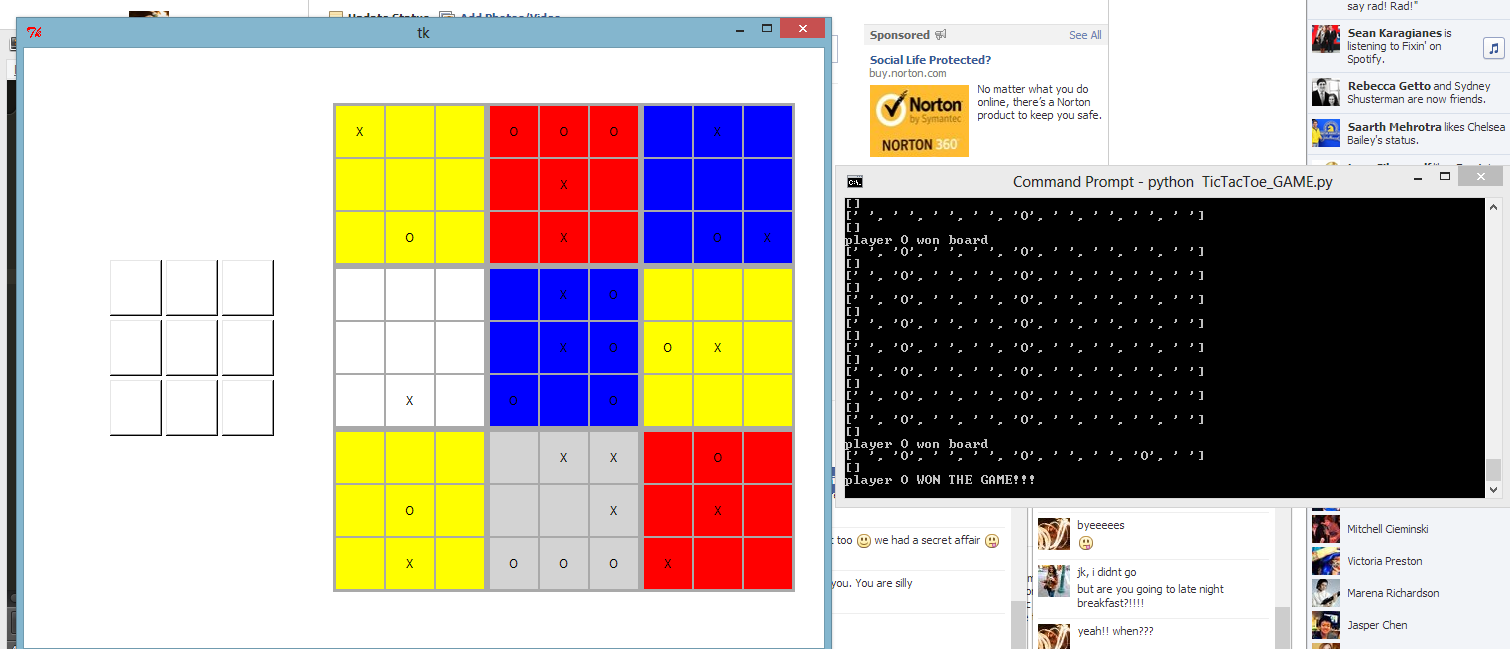 Update Status Add Photos/Video
tk
X O O O X
X
O X O X
X O
X O O X
X O O
X X O
O X X
X O O O X
Sponsored See All
Social Life Protected?
buy.norton.com
No matter what you do
online, there's a Norton
product to keep you safe.
Norton
by Symantec
NORTON 360
say rad! Rad!"
Sean Karagianes is
listening to Fixin' on
Spotify.
Rebecca Getto and Sydney
Shusterman are now friends.
Saarth Mehrotra likes Chelsea
Bailey's status.
C:\.
Command Prompt - python TicTacToe_GAME.py
[]
[' ', ' ', ' ', ' ', 'O', ' ', ' ', ' ', ' ']
[]
player O won board
[' ', 'O', ' ', ' ', 'O', ' ', ' ', ' ', ' ']
[]
[' ', 'O', ' ', ' ', 'O', ' ', ' ', ' ', ' ']
[]
[' ', 'O', ' ', ' ', 'O', ' ', ' ', ' ', ' ']
[]
[' ', 'O', ' ', ' ', 'O', ' ', ' ', ' ', ' ']
[]
[' ', 'O', ' ', ' ', 'O', ' ', ' ', ' ', ' ']
[]
[' ', 'O', ' ', ' ', 'O', ' ', ' ', ' ', ' ']
[]
[' ', 'O', ' ', ' ', 'O', ' ', ' ', ' ', ' ']
[]
[' ', 'O', ' ', ' ', 'O', ' ', ' ', ' ', ' ']
[]
player O won board
[' ', 'O', ' ', ' ', 'O', ' ', ' ', 'O', ' ']
[]
player O WON THE GAME!!!
too we had a secret affair
you. You are silly
byeeeees
jk, i didnt go
but are you going to late night
breakfast?!!!!
yeah!! when???
Mitchell Cieminski
Victoria Preston
Marena Richardson
Jasper Chen